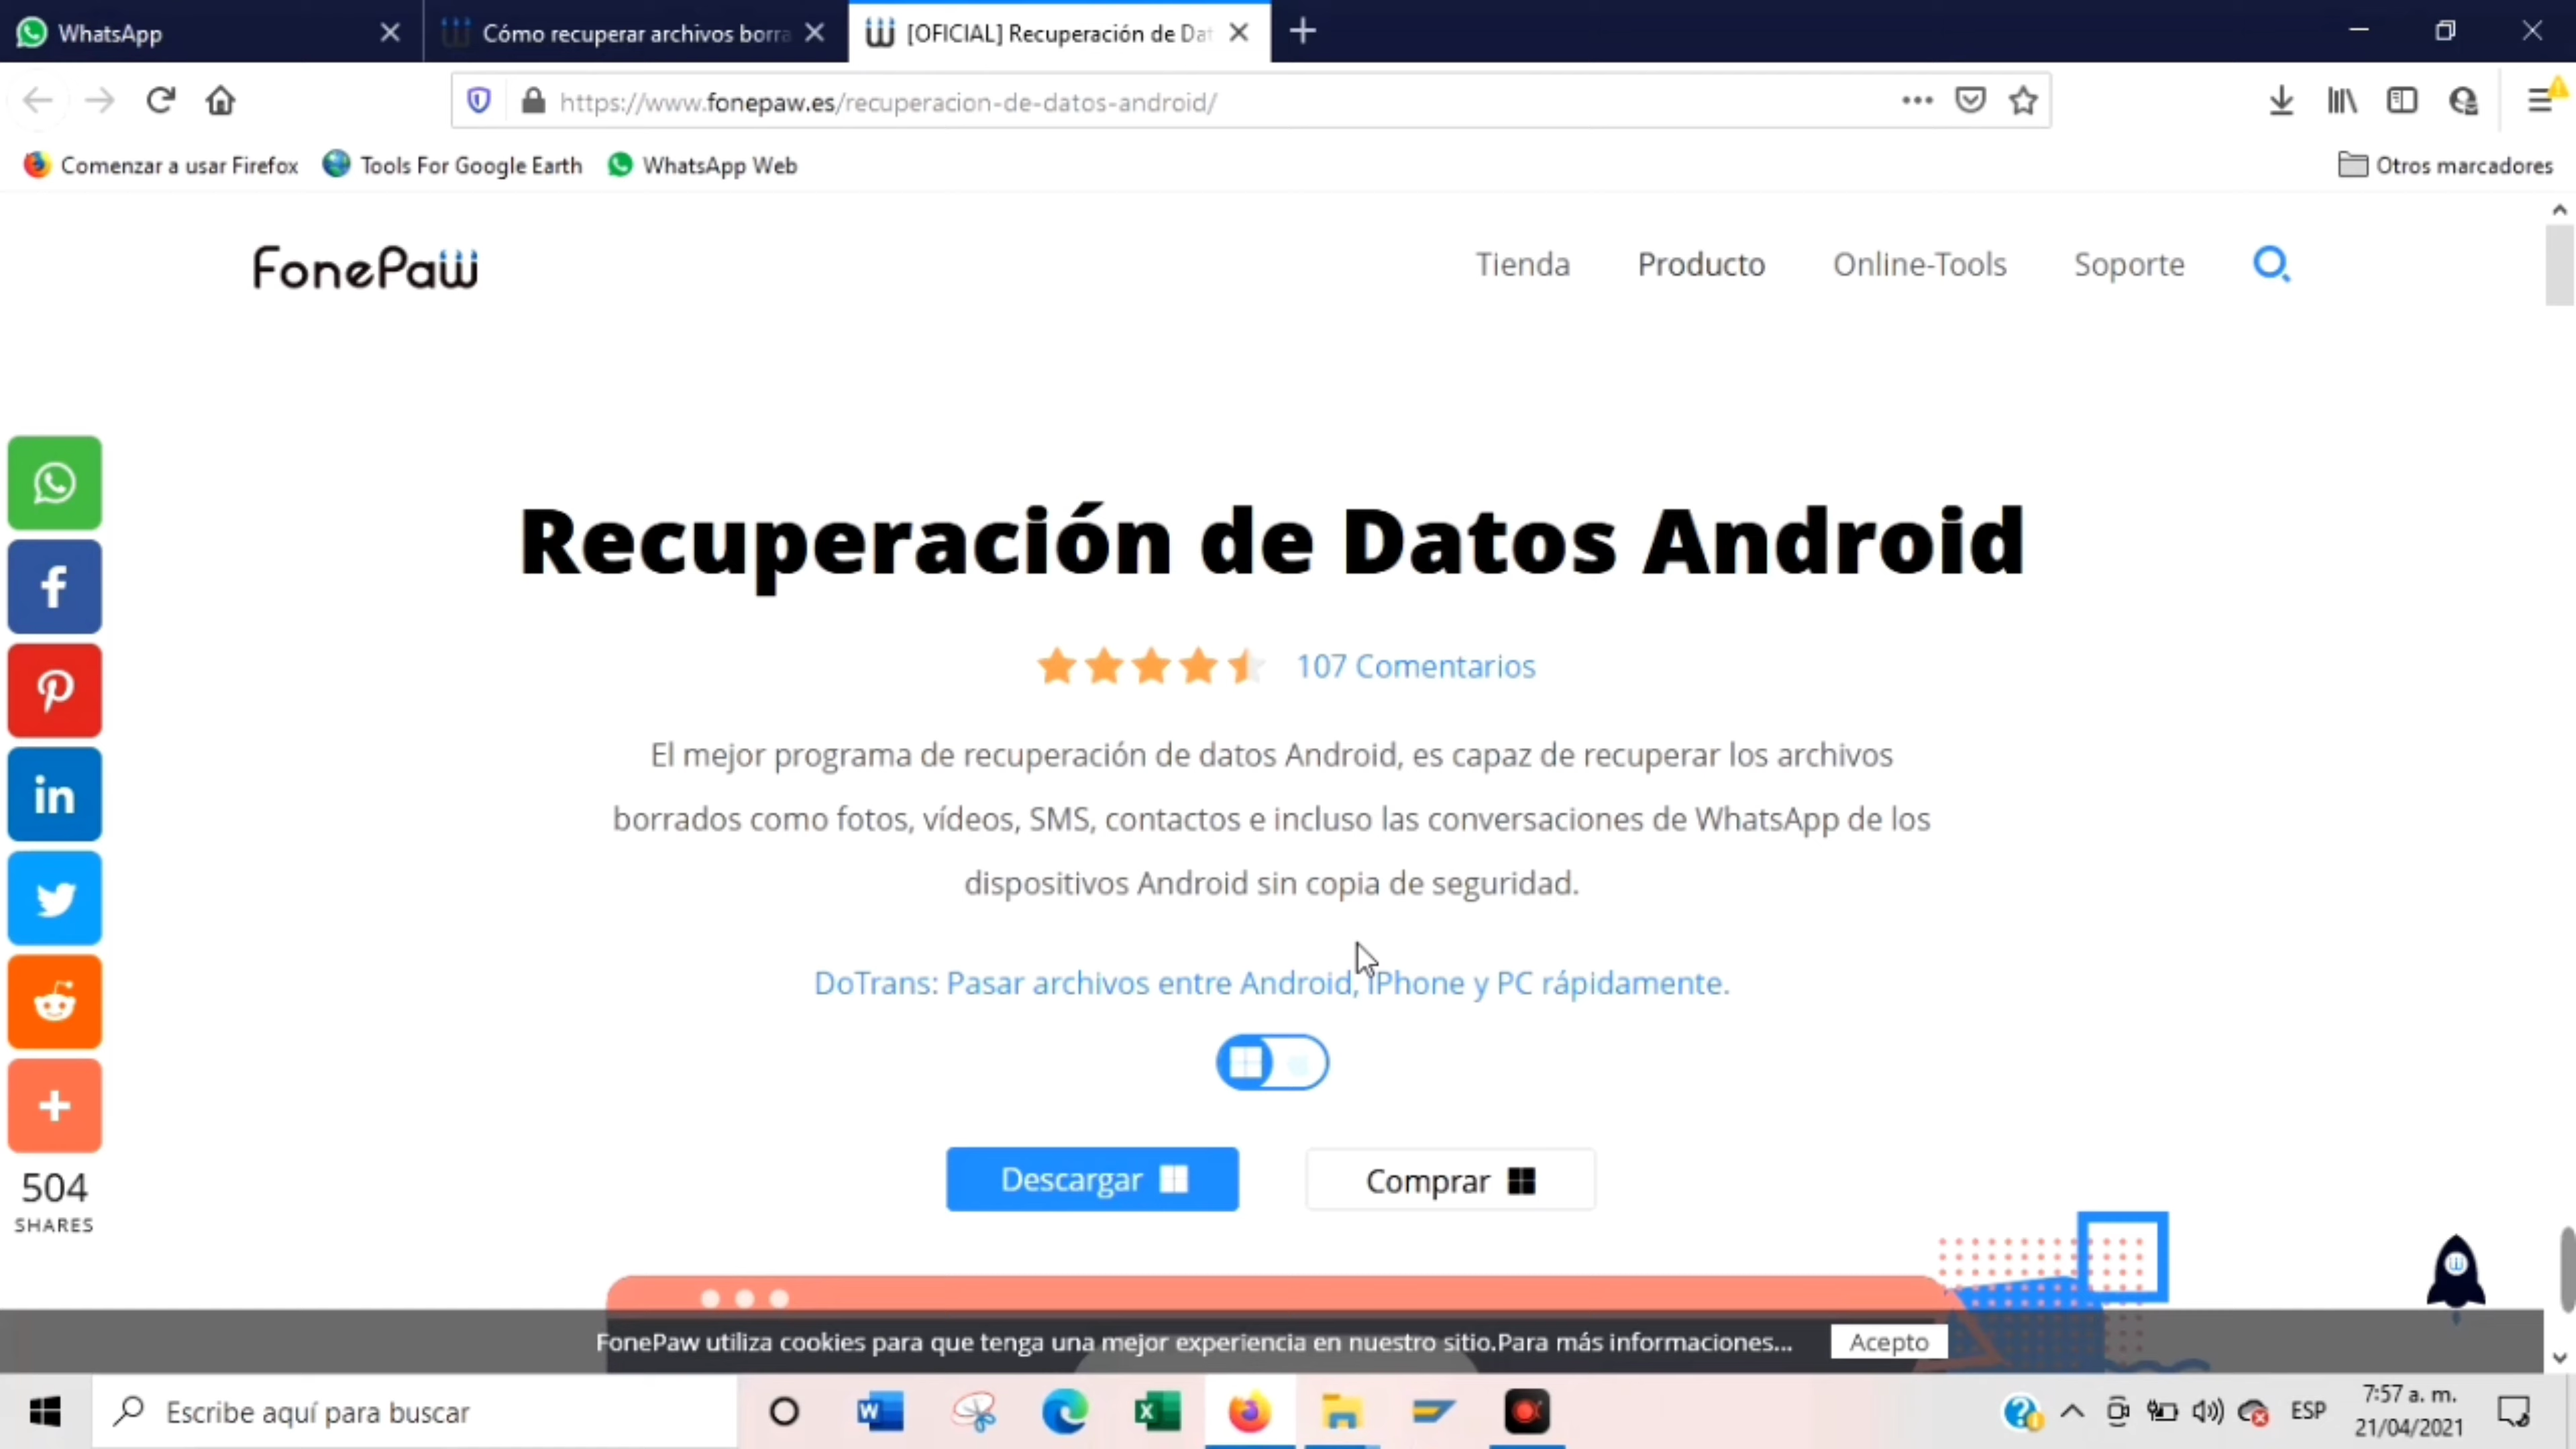 WhatsApp
Cómo recuperar archivos borra
[OFICIAL] Recuperación de Dat
https://www.fonepaw.es/recuperacion-de-datos-android/
Comenzar a usar Firefox
Tools For Google Earth
WhatsApp Web
Otros marcadores
FonePaw
Tienda
Producto
Online-Tools
Soporte
Recuperación de Datos Android
107 Comentarios
El mejor programa de recuperación de datos Android, es capaz de recuperar los archivos
borrados como fotos, vídeos, SMS, contactos e incluso las conversaciones de WhatsApp de los
dispositivos Android sin copia de seguridad.
DoTrans: Pasar archivos entre Android, iPhone y PC rápidamente.
Descargar
Comprar
504
SHARES
FonePaw utiliza cookies para que tenga una mejor experiencia en nuestro sitio.Para más informaciones...
Acepto
Escribe aquí para buscar
ESP
7:57 a. m.
21/04/2021